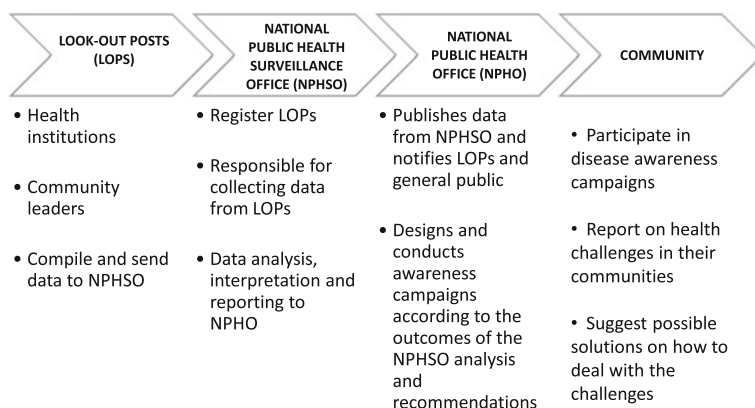 LOOK-OUT POSTS
(LOPS)
• Health
institutions
• Community
leaders
• Compile and send
data to NPHSO
NATIONAL
PUBLIC HEALTH
SURVEILLANCE
OFFICE (NPHSO)
• Register LOPs
• Responsible for
collecting data
from LOPs
• Data analysis,
interpretation and
reporting to
NPHO
NATIONAL
PUBLIC HEALTH
OFFICE (NPHO)
• Publishes data
from NPHSO and
notifies LOPs and
general public
• Designs and
conducts
awareness
campaigns
according to the
outcomes of the
NPHSO analysis
and
recommendations
COMMUNITY
• Participate in
disease awareness
campaigns
• Report on health
challenges in their
communities
• Suggest possible
solutions on how to
deal with the
challenges